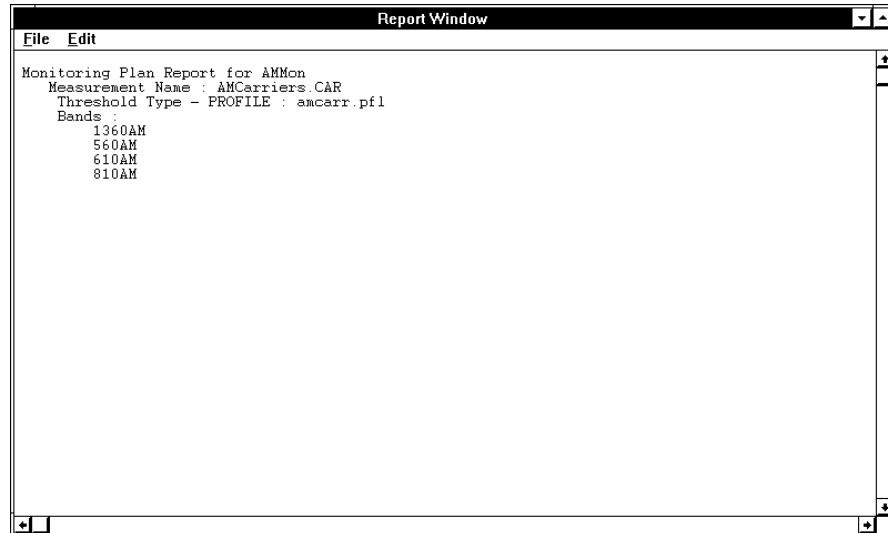 Report Window
File Edit
Monitoring Plan Report for AMMon
Measurement Name : AMCarriers.CAR
Threshold Type - PROFILE : amcarr.pfl
Bands :
1360AM
560AM
610AM
810AM